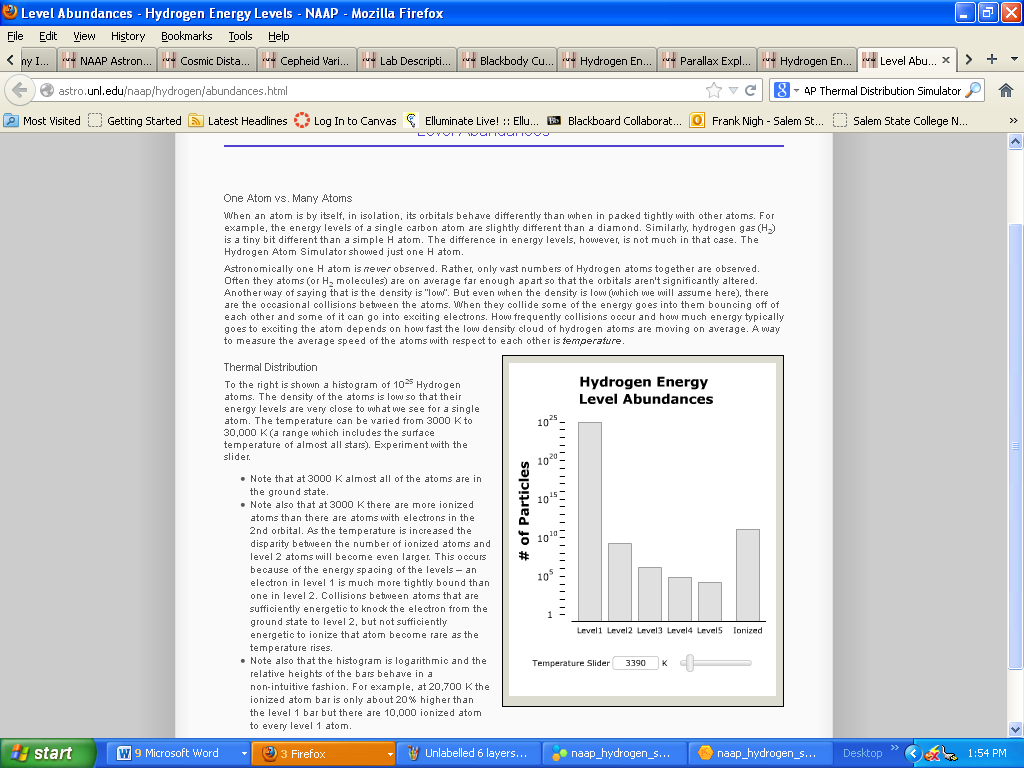 Level Abundances - Hydrogen Energy Levels - NAAP - Mozilla Firefox
File Edit View History Bookmarks Tools Help
ny I... NAAP Astron... Cosmic Dista... Cepheid Vari... Lab Descripti... Blackbody Cu... Hydrogen En... Parallax Expl... Hydrogen En... Level Abu...
astro.unl.edu/naap/hydrogen/abundances.html AP Thermal Distribution Simulator
Most Visited Getting Started Latest Headlines Log In to Canvas Elluminate Live! :: Ellu... Blackboard Collaborat... Frank Nigh - Salem St... Salem State College N...
Level Abundances
One Atom vs. Many Atoms
When an atom is by itself, in isolation, its orbitals behave differently than when in packed tightly with other atoms. For
example, the energy levels of a single carbon atom are slightly different than a diamond. Similarly, hydrogen gas (H2)
is a tiny bit different than a simple H atom. The difference in energy levels, however, is not much in that case. The
Hydrogen Atom Simulator showed just one H atom.
Astronomically one H atom is never observed. Rather, only vast numbers of Hydrogen atoms together are observed.
Often they atoms (or H2 molecules) are on average far enough apart so that the orbitals aren't significantly altered.
Another way of saying that is the density is "low". But even when the density is low (which we will assume here), there
are the occasional collisions between the atoms. When they collide some of the energy goes into them bouncing off of
each other and some of it can go into exciting electrons. How frequently collisions occur and how much energy typically
goes to exciting the atom depends on how fast the low density cloud of hydrogen atoms are moving on average. A way
to measure the average speed of the atoms with respect to each other is temperature.
Thermal Distribution
To the right is shown a histogram of 10^25 Hydrogen
atoms. The density of the atoms is low so that their
energy levels are very close to what we see for a single
atom. The temperature can be varied from 3000 K to
30,000 K (a range which includes the surface
temperature of almost all stars). Experiment with the
slider.
• Note that at 3000 K almost all of the atoms are in
the ground state.
• Note also that at 3000 K there are more ionized
atoms than there are atoms with electrons in the
2nd orbital. As the temperature is increased the
disparity between the number of ionized atoms and
level 2 atoms will become even larger. This occurs
because of the energy spacing of the levels – an
electron in level 1 is much more tightly bound than
one in level 2. Collisions between atoms that are
sufficiently energetic to knock the electron from the
ground state to level 2, but not sufficiently
energetic to ionize that atom become rare as the
temperature rises.
• Note also that the histogram is logarithmic and the
relative heights of the bars behave in a
non-intuitive fashion. For example, at 20,700 K the
ionized atom bar is only about 20% higher than
the level 1 bar but there are 10,000 ionized atom
to every level 1 atom.
Hydrogen Energy
Level Abundances
# of Particles
10^25
10^20
10^15
10^10
10^5
1
Level1 Level2 Level3 Level4 Level5 Ionized
Temperature Slider 3390 K
start 9 Microsoft Word 3 Firefox Unlabelled 6 layers... naap_hydrogen_s... naap_hydrogen_s... Desktop » 1:54 PM